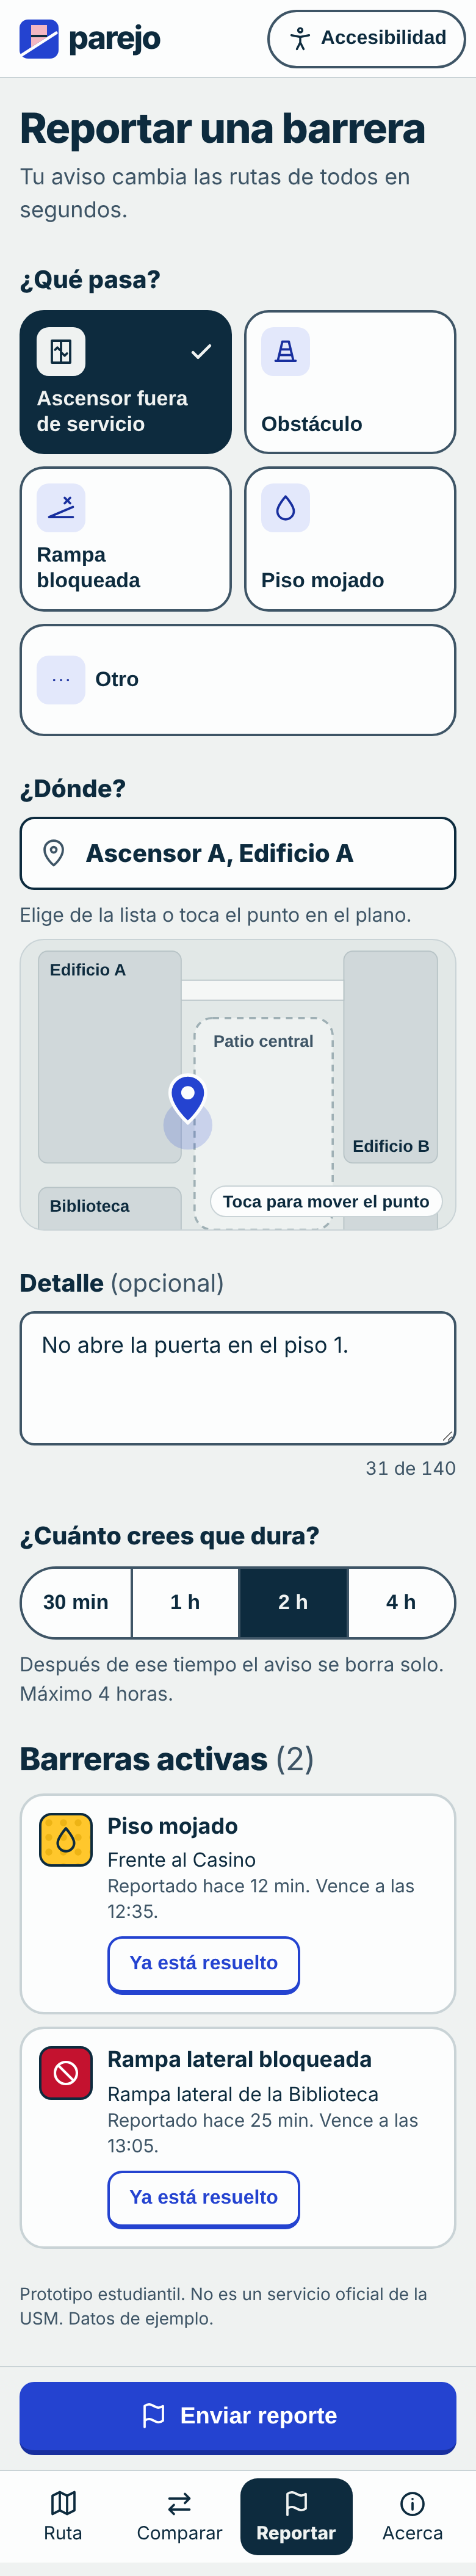 parejo
Accesibilidad
Reportar una barrera
Tu aviso cambia las rutas de todos en
segundos.
¿Qué pasa?
Ascensor fuera
de servicio
Obstáculo
Rampa
bloqueada
Piso mojado
Otro
¿Dónde?
Ascensor A, Edificio A
Elige de la lista o toca el punto en el plano.
Edificio A
Patio central
Edificio B
Biblioteca
Toca para mover el punto
Detalle (opcional)
No abre la puerta en el piso 1.
31 de 140
¿Cuánto crees que dura?
30 min
1 h
2 h
4 h
Después de ese tiempo el aviso se borra solo.
Máximo 4 horas.
Barreras activas (2)
Piso mojado
Frente al Casino
Reportado hace 12 min. Vence a las
12:35.
Ya está resuelto
Rampa lateral bloqueada
Rampa lateral de la Biblioteca
Reportado hace 25 min. Vence a las
13:05.
Ya está resuelto
Prototipo estudiantil. No es un servicio oficial de la
USM. Datos de ejemplo.
Enviar reporte
Ruta
Comparar
Reportar
Acerca